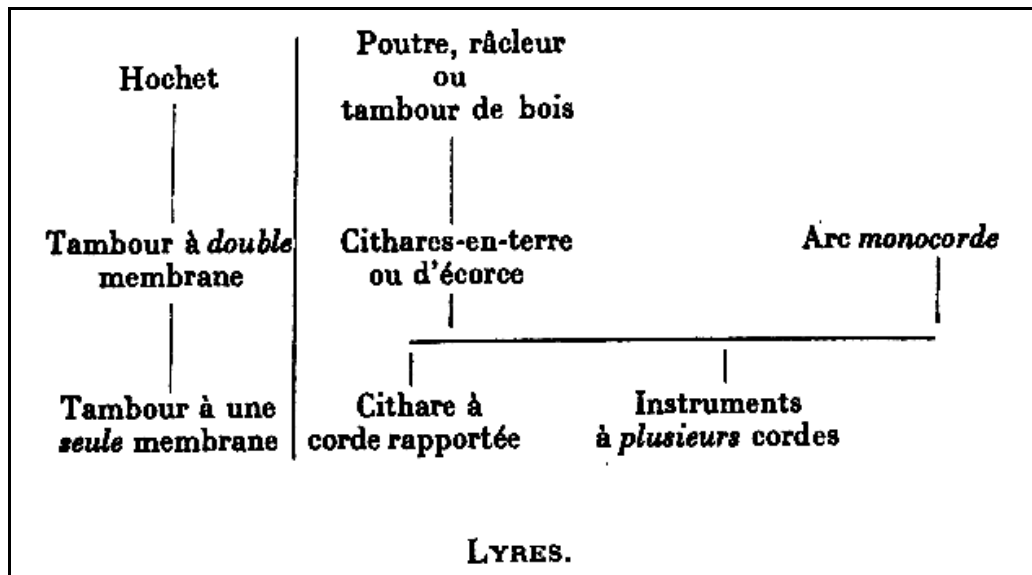 Hochet
Tambour à double
membrane
Tambour à une
seule membrane
Poutre, râcleur
ou
tambour de bois
Cithares-en-terre
ou d'écorce
Arc monocorde
Cithare à
corde rapportée
Instruments
à plusieurs cordes
LYRES.